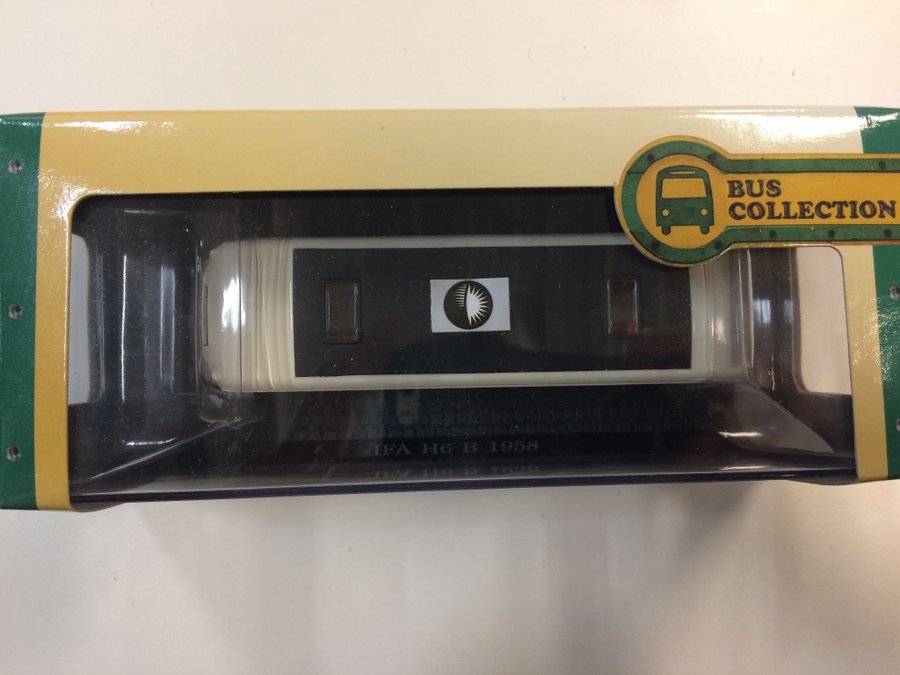 BUS
COLLECTION
IFA H6 B 1958